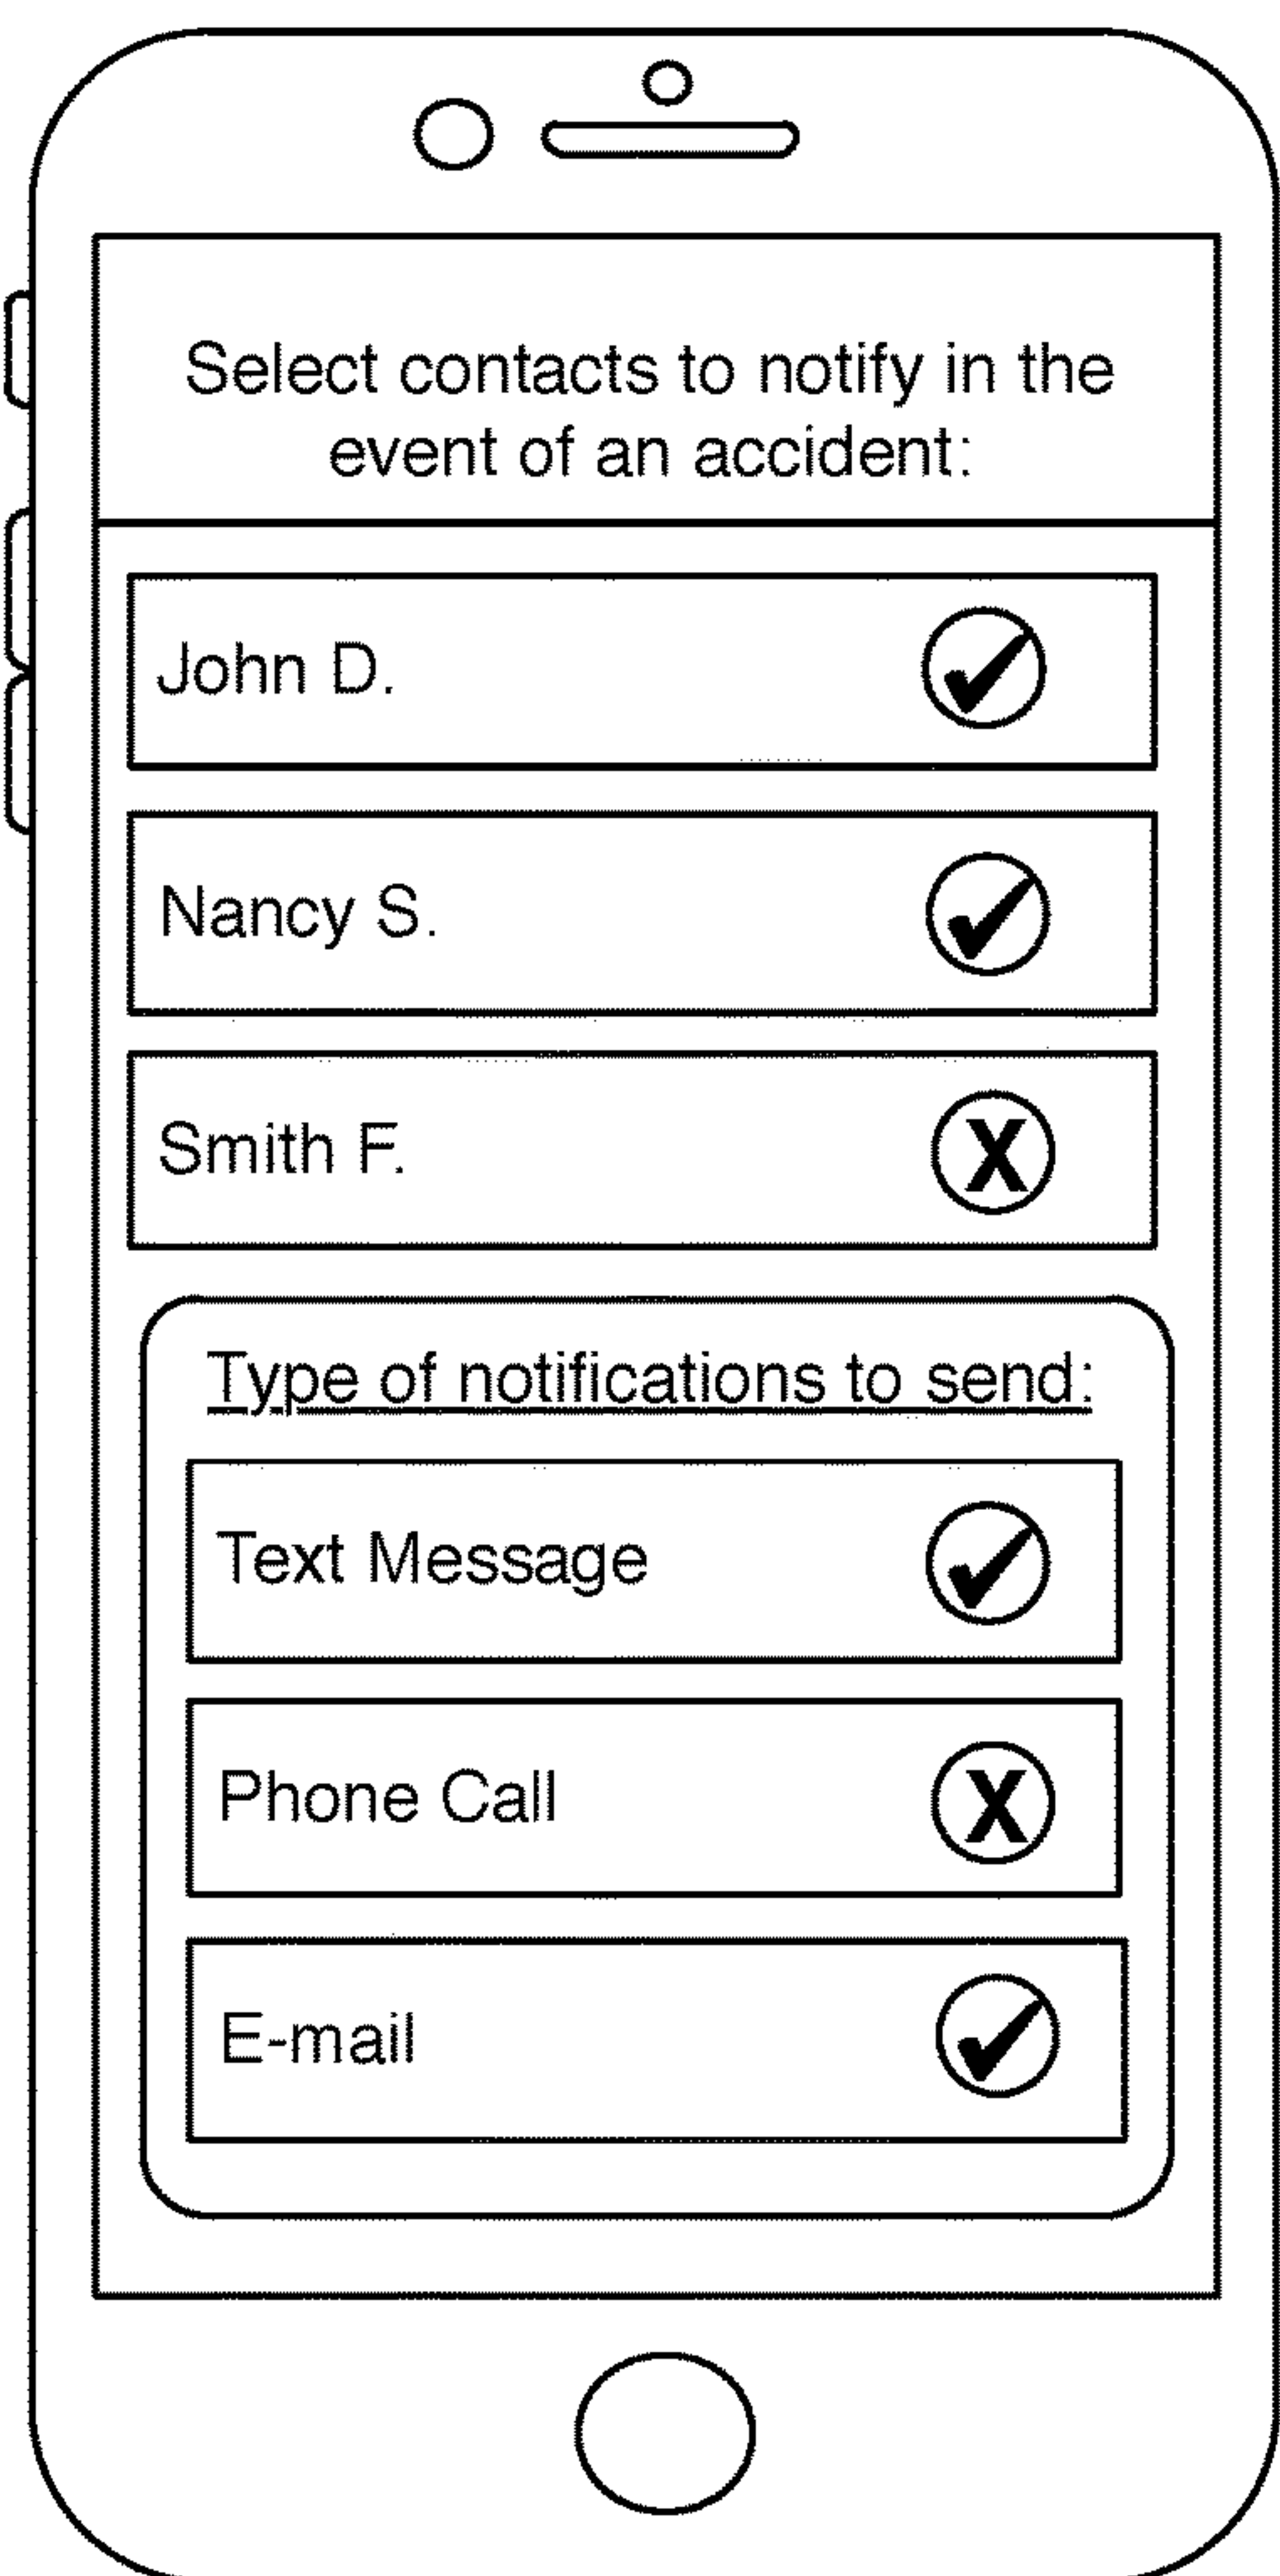 Select contacts to notify in the
event of an accident:
John D.
Nancy S.
Smith F.
X
Type of notifications to send:
Text Message
Phone Call
X
E-mail